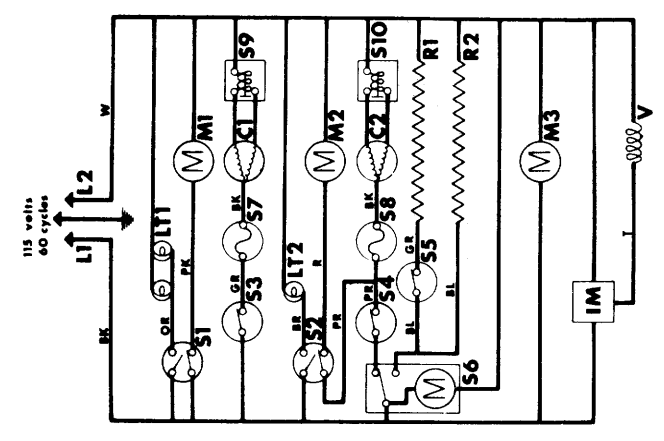 115 volts
60 cycles
L1
L2
BK
W
LT1
OR
PK
S1
M
M1
GR
BK
S3
S7
C1
S9
LT2
BR
R
S2
M
M2
PR
PR
BK
S4
S8
C2
S10
GR
BL
S5
R1
BL
R2
M
S6
M
M3
IM
T
V